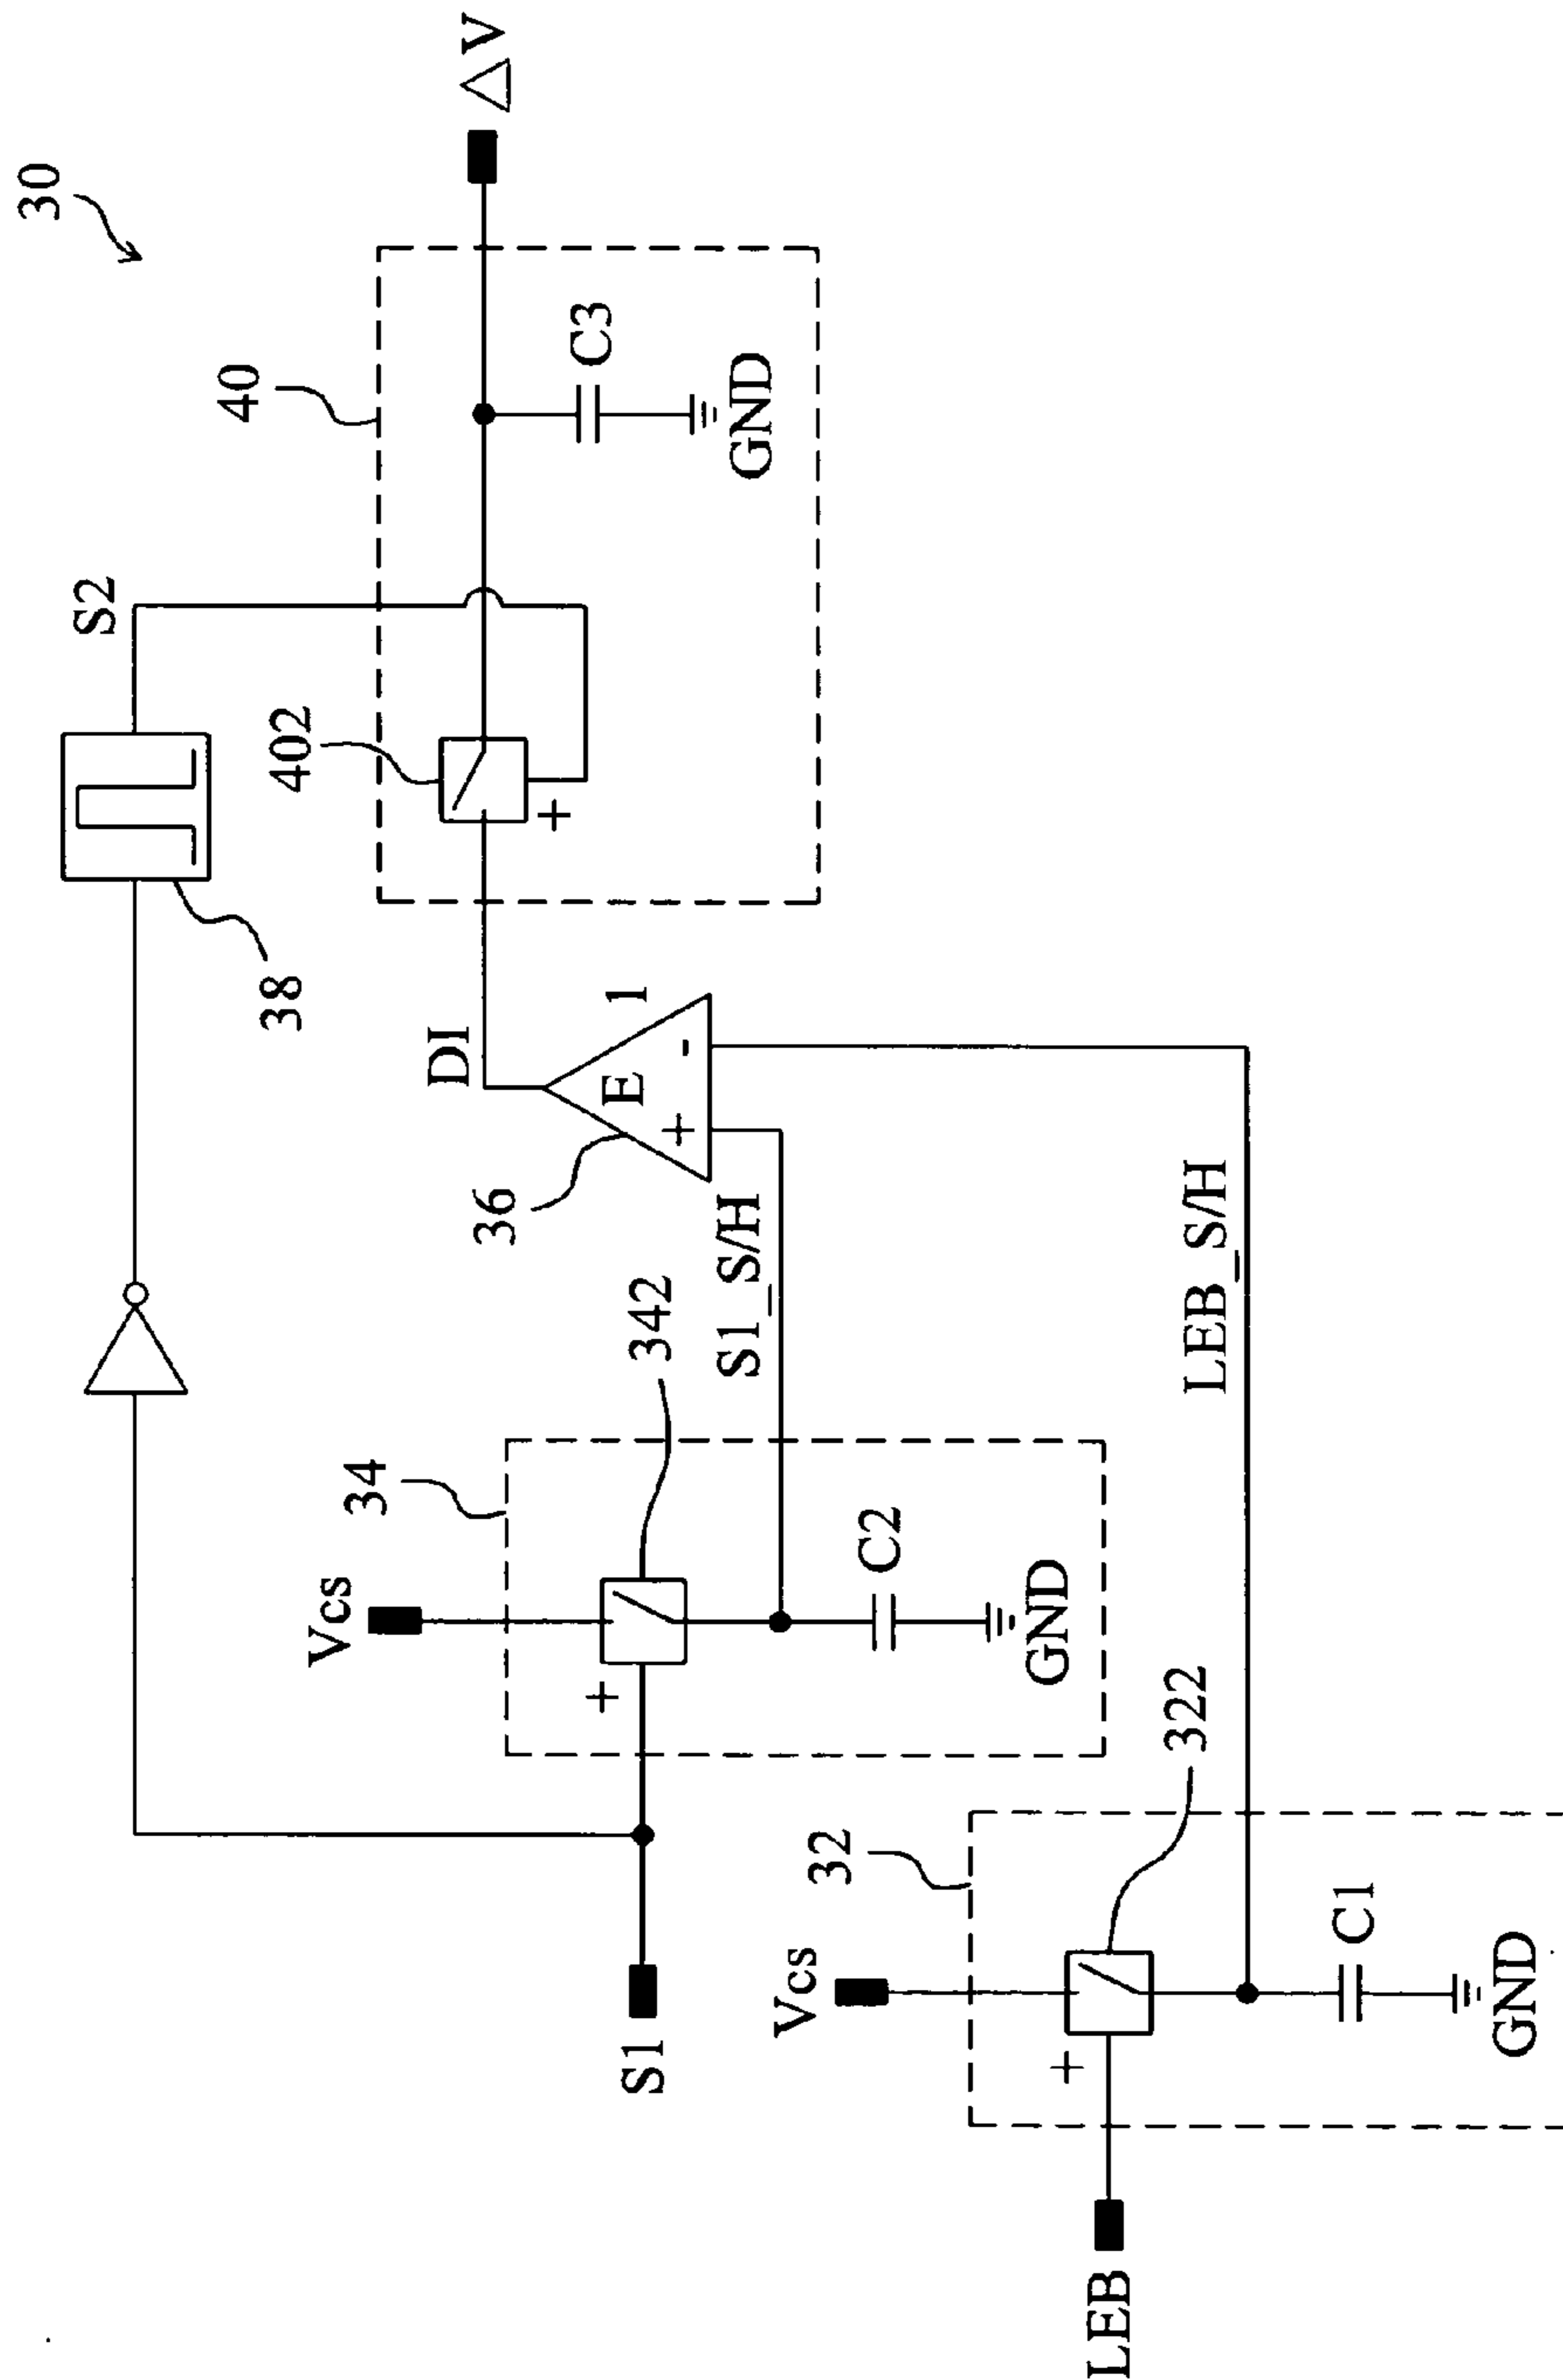 30
S2
40
ΔV
38
402
C3
GND
DI
36
E
1
+
-
+
34
Vcs
342
S1_S/H
+
S1
C2
GND
32
Vcs
322
LEB_S/H
+
LEB
C1
GND